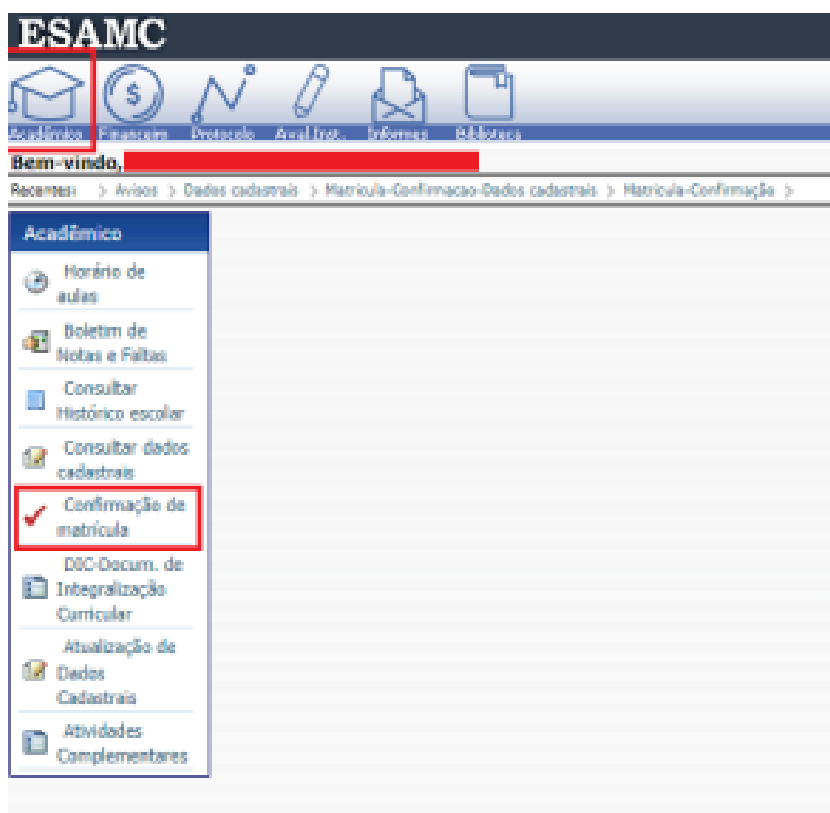 ESAMC
Acadêmico Financeiro Protocolo Aval.Inst. Informes Biblioteca
Bem-vindo,
Recentes: > Avisos > Dados cadastrais > Matricula-Confirmacao-Dados cadastrais > Matricula-Confirmação >
Acadêmico
Horário de
aulas
Boletim de
Notas e Faltas
Consultar
Histórico escolar
Consultar dados
cadastrais
Confirmação de
matrícula
DIC-Docum. de
Integralização
Curricular
Atualização de
Dados
Cadastrais
Atividades
Complementares